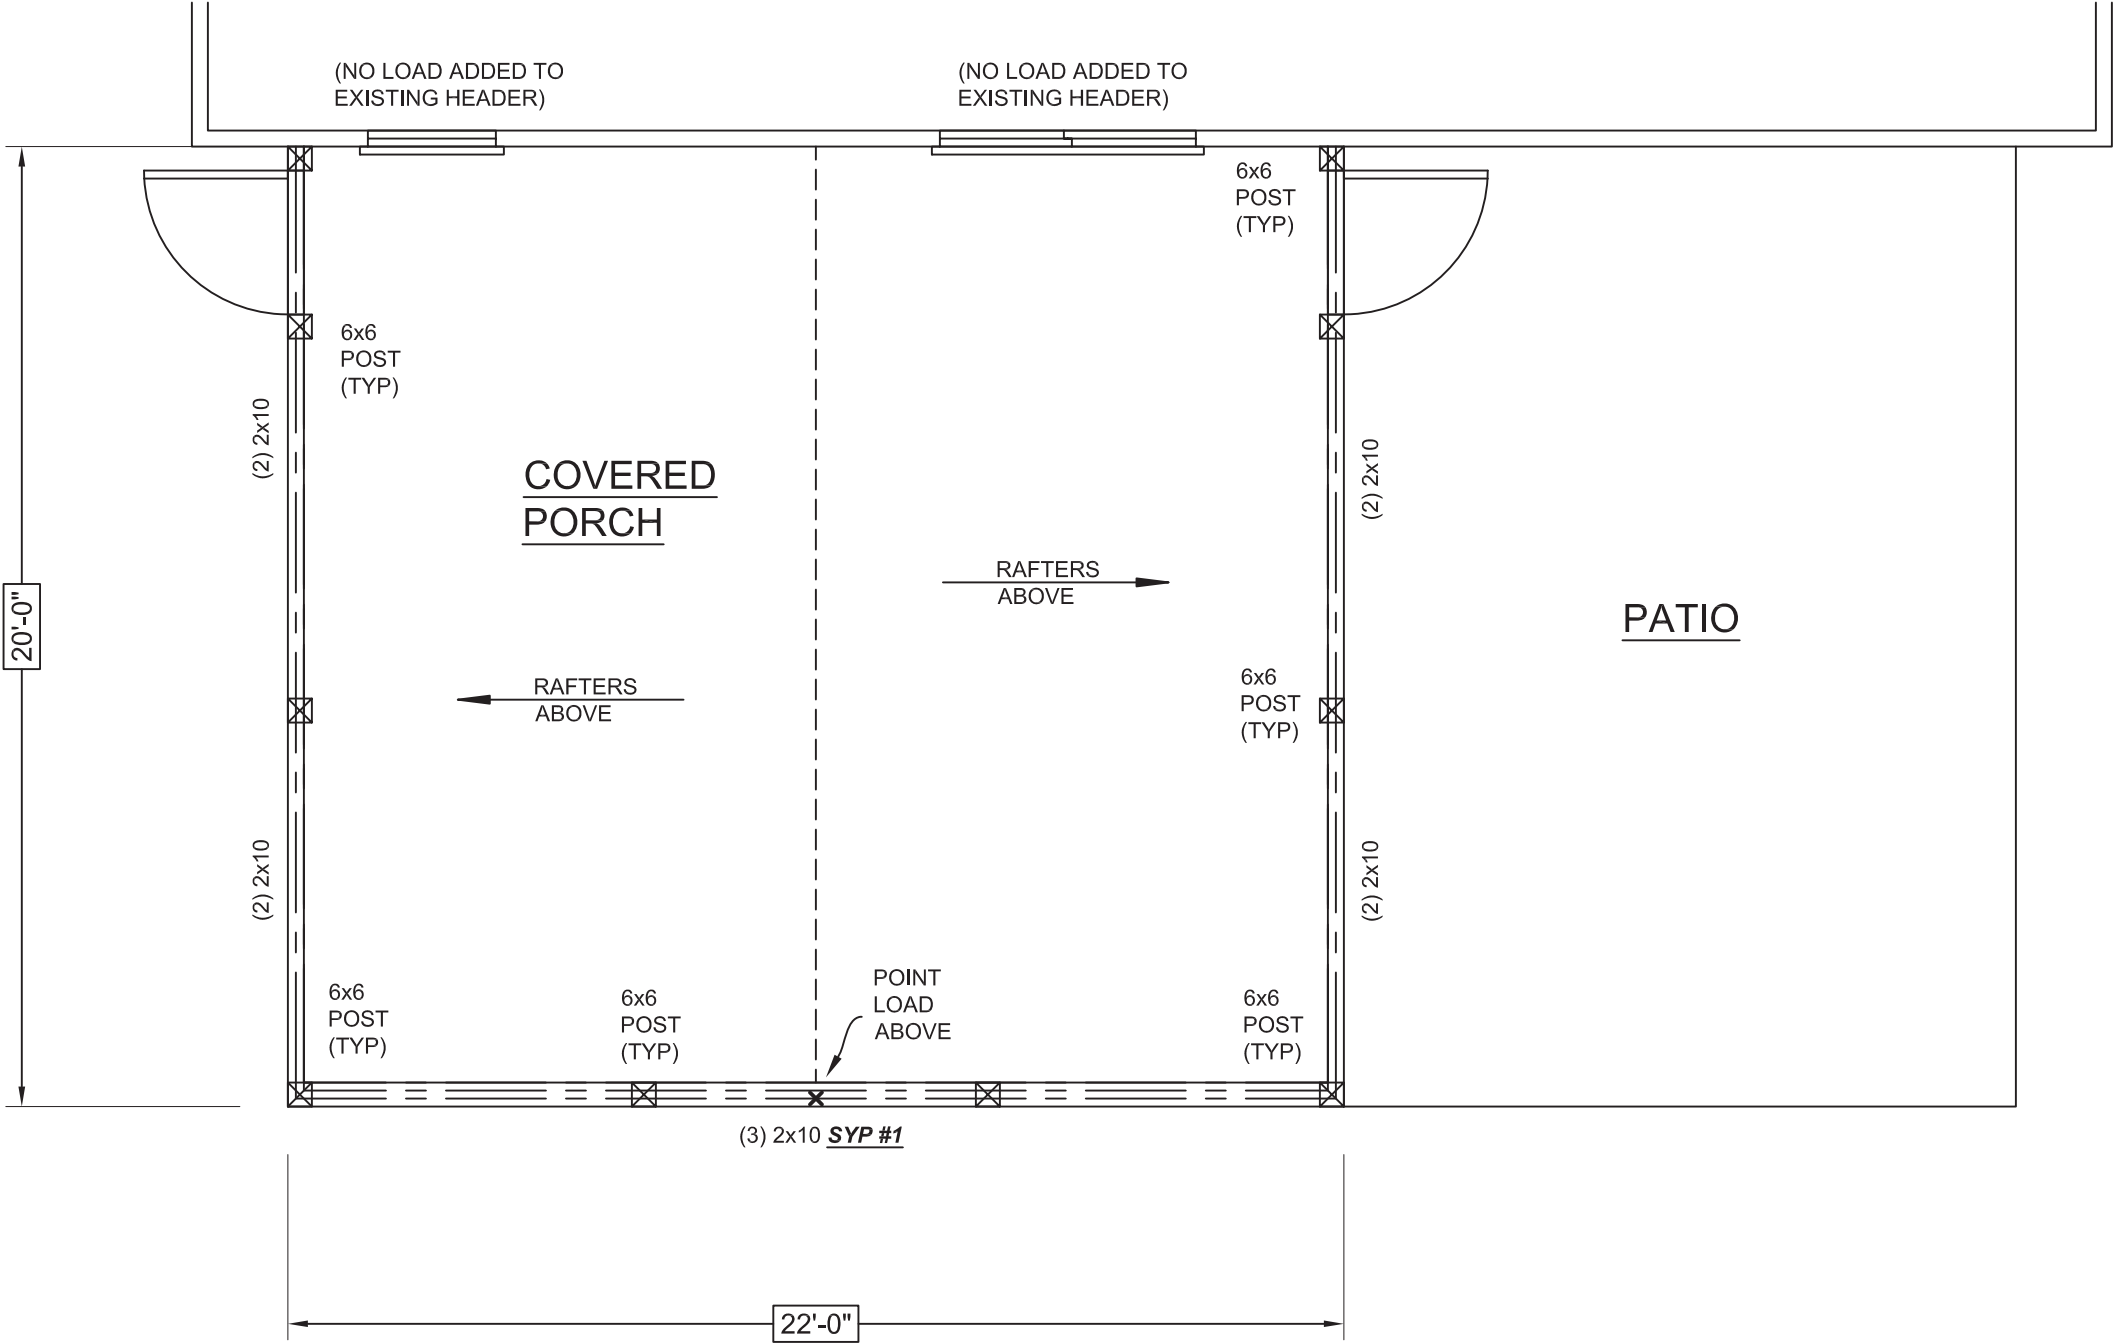 (NO LOAD ADDED TO
EXISTING HEADER)
(NO LOAD ADDED TO
EXISTING HEADER)
6x6
POST
(TYP)
6x6
POST
(TYP)
(2) 2x10
(2) 2x10
COVERED
PORCH
RAFTERS
ABOVE
20'-0"
PATIO
RAFTERS
ABOVE
6x6
POST
(TYP)
(2) 2x10
(2) 2x10
6x6
POST
(TYP)
6x6
POST
(TYP)
POINT
LOAD
ABOVE
6x6
POST
(TYP)
(3) 2x10 SYP #1
22'-0"